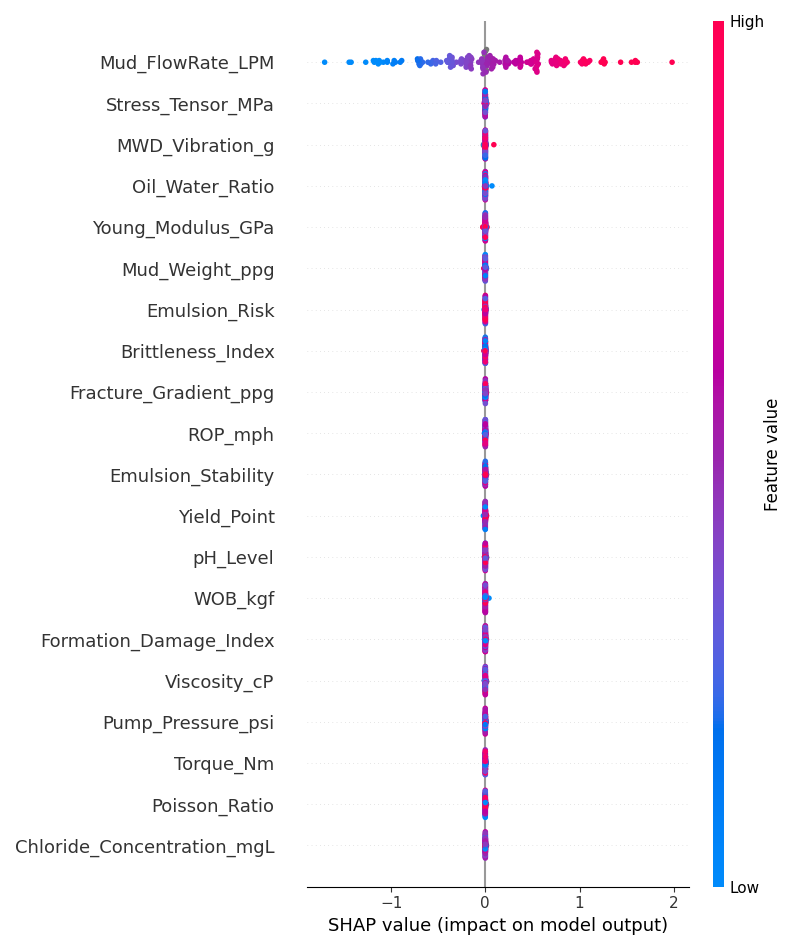 High
Mud_FlowRate_LPM
Stress_Tensor_MPa
MWD_Vibration_g
Oil_Water_Ratio
Young_Modulus_GPa
Mud_Weight_ppg
Emulsion_Risk
Brittleness_Index
Fracture_Gradient_ppg
ROP_mph
Emulsion_Stability
Yield_Point
pH_Level
WOB_kgf
Formation_Damage_Index
Viscosity_cP
Pump_Pressure_psi
Torque_Nm
Poisson_Ratio
Chloride_Concentration_mgL
Feature value
Low
−1 0 1 2
SHAP value (impact on model output)